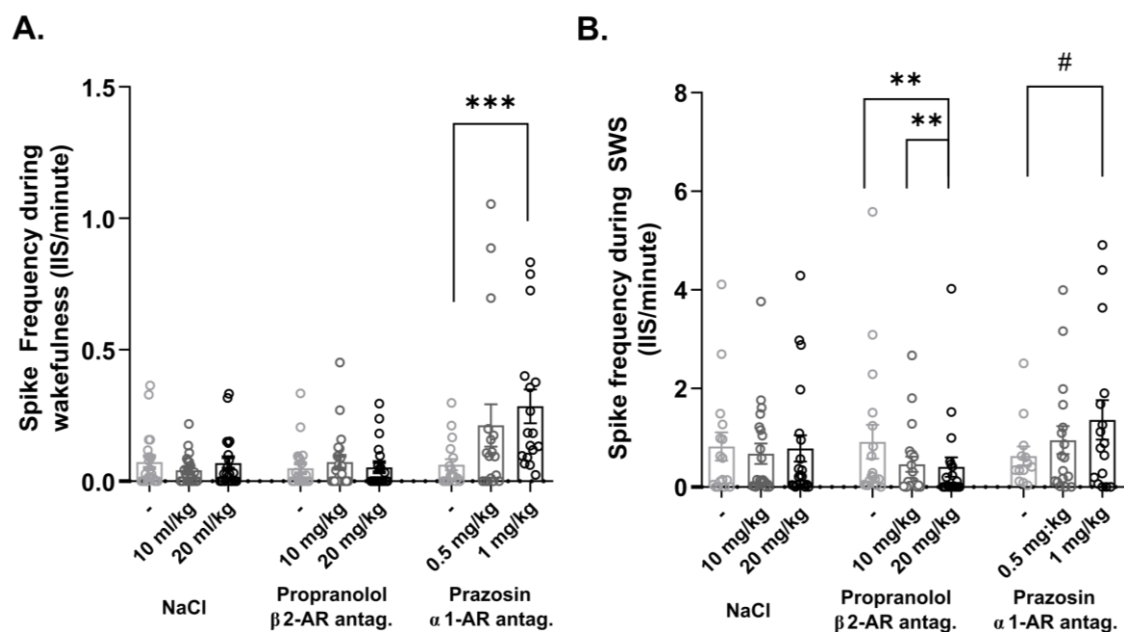 A.
Spike Frequency during
wakefulness (IIS/minute)
1.5
1.0
0.5
0.0
***
-
10 ml/kg
20 ml/kg
-
10 mg/kg
20 mg/kg
-
0.5 mg/kg
1 mg/kg
NaCl
Propranolol
β2-AR antag.
Prazosin
α1-AR antag.
B.
Spike frequency during SWS
(IIS/minute)
8
6
4
2
0
**
**
#
-
10 mg/kg
20 mg/kg
-
10 mg/kg
20 mg/kg
-
0.5 mg:kg
1 mg/kg
NaCl
Propranolol
β2-AR antag.
Prazosin
α1-AR antag.